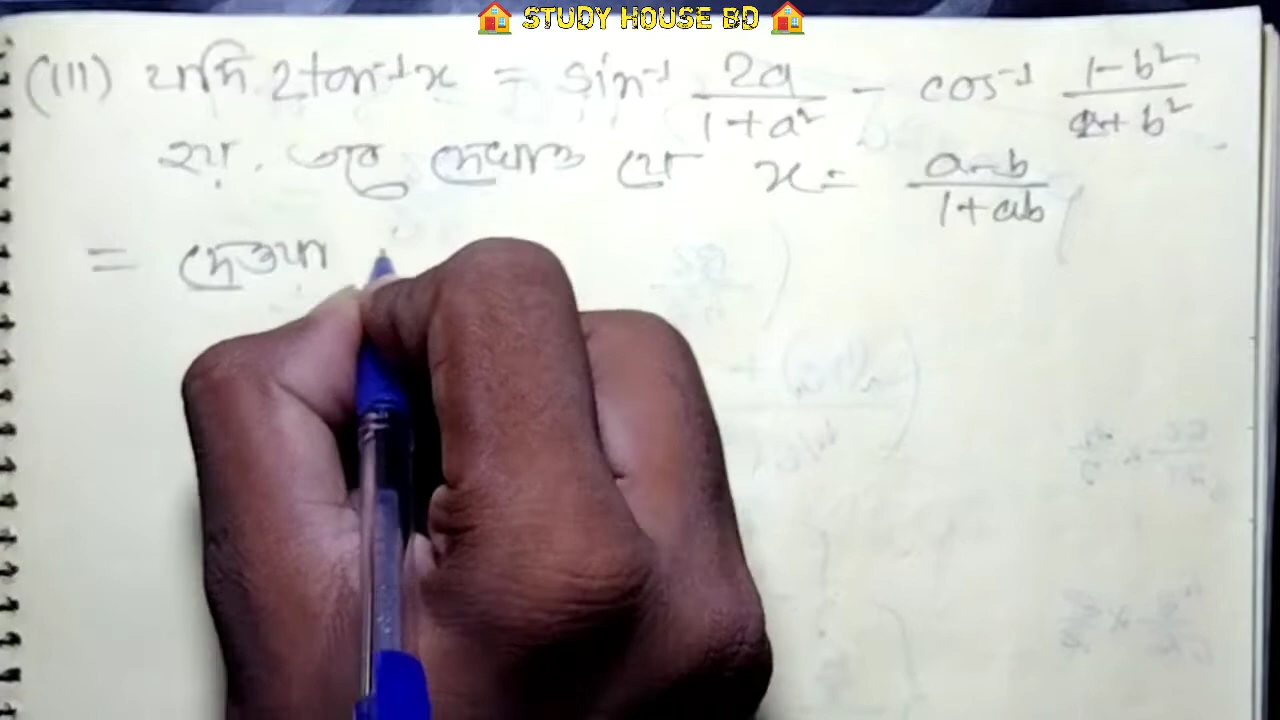 🏠 STUDY HOUSE BD 🏠
(III) যদি 2tan⁻¹x = sin⁻¹ 2a/(1+a²) - cos⁻¹ (1-b²)/(1+b²)
হয়. তবে দেখাও যে x = (a-b)/(1+ab)
= দেওয়া